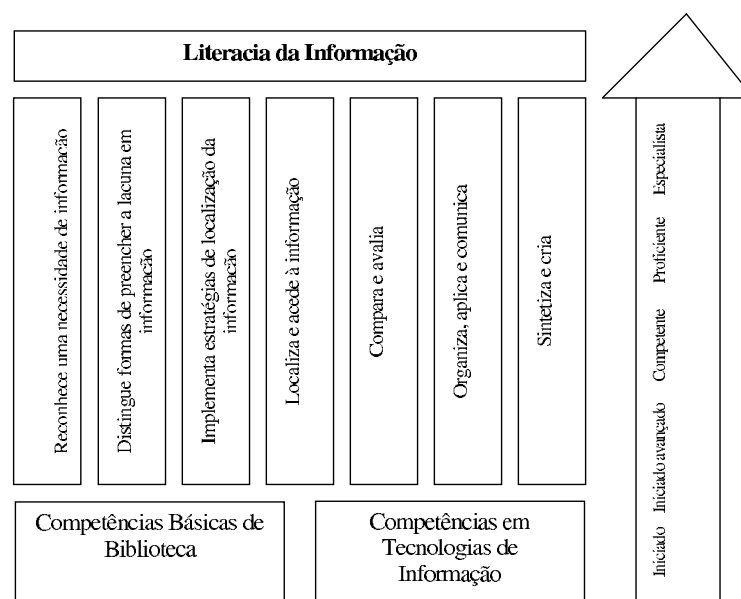 Literacia da Informação
Reconhece uma necessidade de informação
Distingue formas de preencher a lacuna em
informação
Implementa estratégias de localização da
informação
Localiza e acede à informação
Compara e avalia
Organiza, aplica e comunica
Sintetiza e cria
Competências Básicas de
Biblioteca
Competências em
Tecnologias de
Informação
Iniciado Iniciado avançado Competente Proficiente Especialista